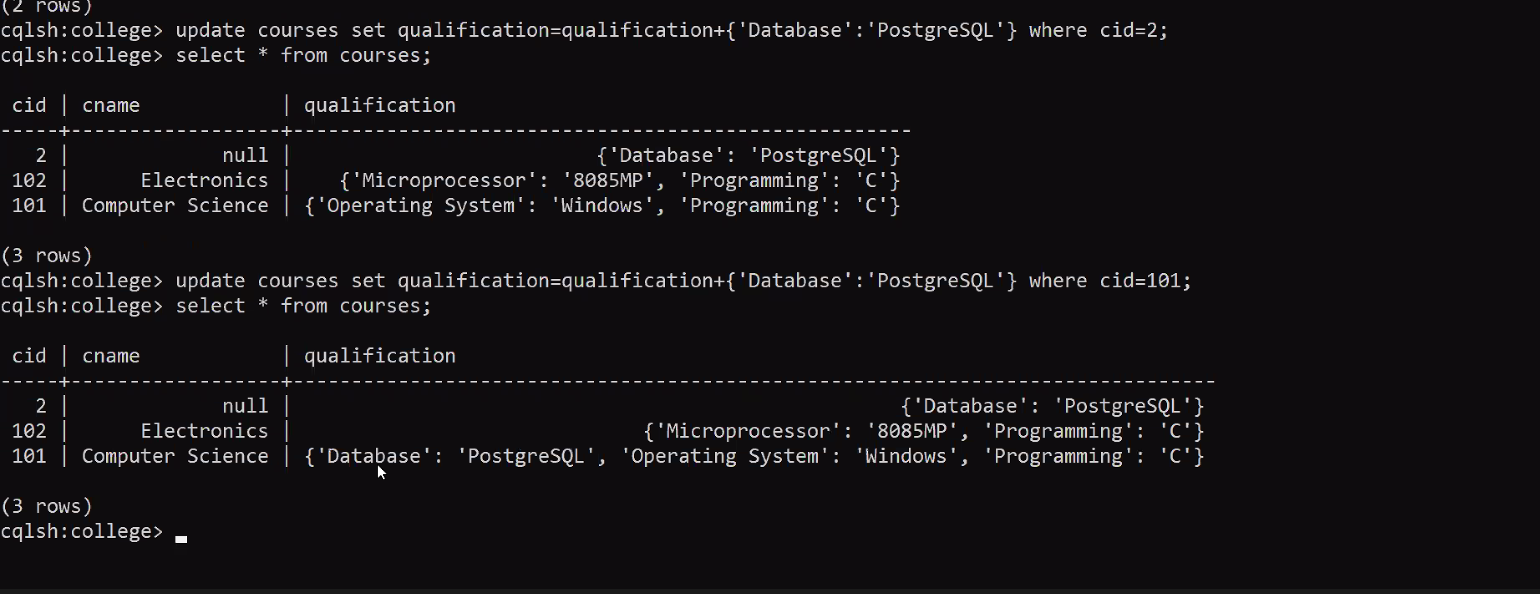 (2 rows)
cqlsh:college> update courses set qualification=qualification+{'Database':'PostgreSQL'} where cid=2;
cqlsh:college> select * from courses;
 cid | cname            | qualification
-----+------------------+-----------------------------------------------------
   2 |             null |                         {'Database': 'PostgreSQL'}
 102 |      Electronics |   {'Microprocessor': '8085MP', 'Programming': 'C'}
 101 | Computer Science | {'Operating System': 'Windows', 'Programming': 'C'}
(3 rows)
cqlsh:college> update courses set qualification=qualification+{'Database':'PostgreSQL'} where cid=101;
cqlsh:college> select * from courses;
 cid | cname            | qualification
-----+------------------+-------------------------------------------------------------------------------
   2 |             null |                                                   {'Database': 'PostgreSQL'}
 102 |      Electronics |                             {'Microprocessor': '8085MP', 'Programming': 'C'}
 101 | Computer Science | {'Database': 'PostgreSQL', 'Operating System': 'Windows', 'Programming': 'C'}
(3 rows)
cqlsh:college>